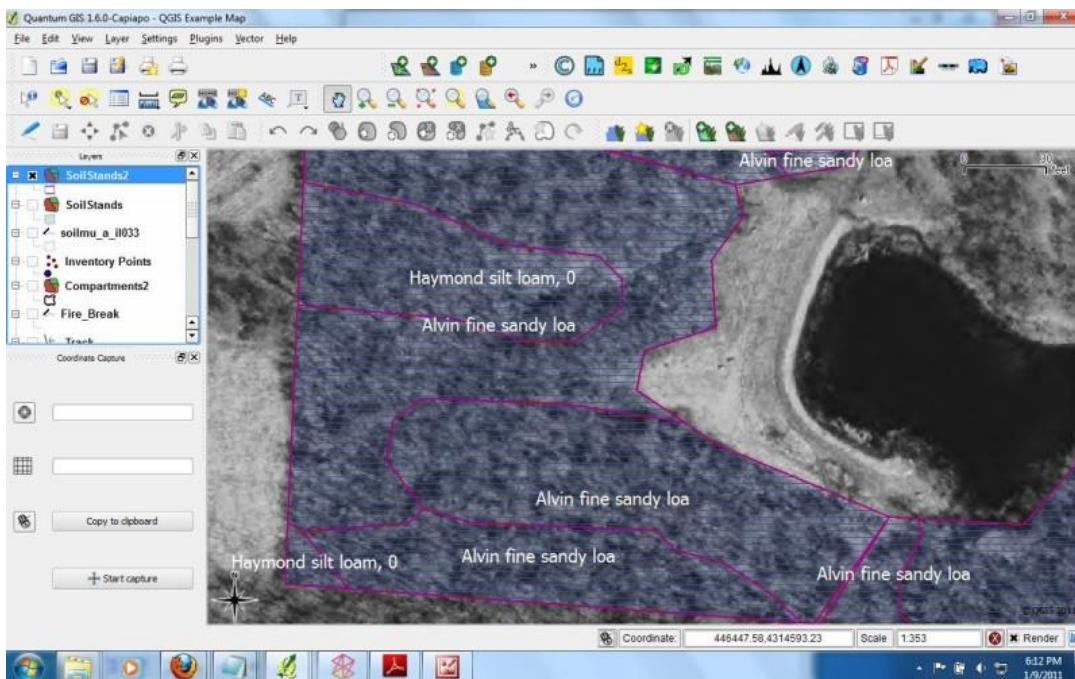 Quantum GIS 1.6.0-Capiapo - QGIS Example Map
File Edit View Layer Settings Plugins Vector Help
Layers
SoilStands2
SoilStands
soilmu_a_il033
Inventory Points
Compartments2
Fire_Break
Track
Coordinate Capture
Copy to clipboard
Start capture
Alvin fine sandy loa
0 30
feet
Haymond silt loam, 0
Alvin fine sandy loa
Alvin fine sandy loa
Haymond silt loam, 0
Alvin fine sandy loa
Alvin fine sandy loa
Coordinate: 446447.58,4314593.23 Scale 1:353 Render
6:12 PM
1/9/2011